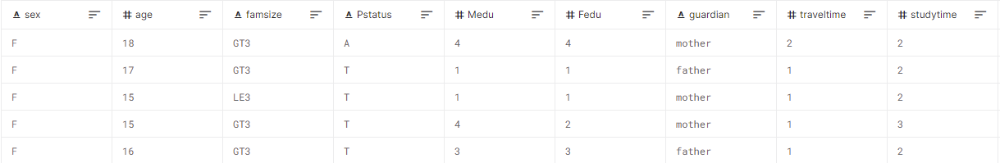 A sex # age A famsize A Pstatus # Medu # Fedu A guardian # traveltime # studytime
F 18 GT3 A 4 4 mother 2 2
F 17 GT3 T 1 1 father 1 2
F 15 LE3 T 1 1 mother 1 2
F 15 GT3 T 4 2 mother 1 3
F 16 GT3 T 3 3 father 1 2